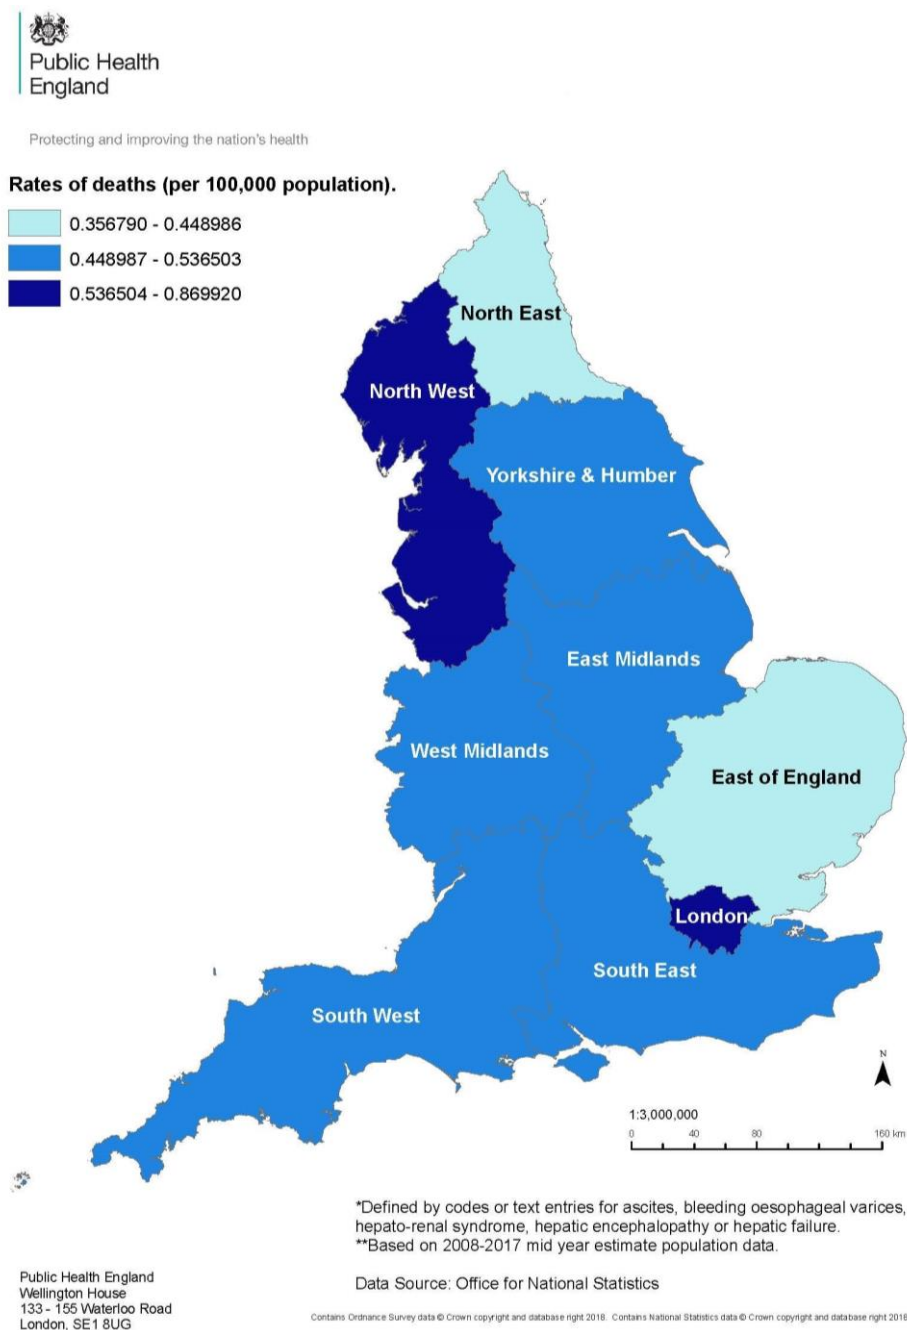 Public Health
England
Protecting and improving the nation's health
Rates of deaths (per 100,000 population).
0.356790 - 0.448986
0.448987 - 0.536503
0.536504 - 0.869920
North East
North West
Yorkshire & Humber
East Midlands
West Midlands
East of England
London
South East
South West
N
1:3,000,000
0 40 80 160 km
*Defined by codes or text entries for ascites, bleeding oesophageal varices,
hepato-renal syndrome, hepatic encephalopathy or hepatic failure.
**Based on 2008-2017 mid year estimate population data.
Data Source: Office for National Statistics
Public Health England
Wellington House
133 - 155 Waterloo Road
London, SE1 8UG
Contains Ordnance Survey data © Crown copyright and database right 2018. Contains National Statistics data © Crown copyright and database right 2018